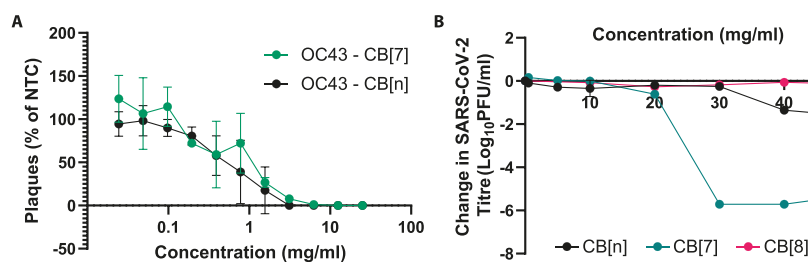 A
200
150
100
50
0
-50
Plaques (% of NTC)
OC43 - CB[7]
OC43 - CB[n]
0.1
1
10
100
Concentration (mg/ml)
B
Concentration (mg/ml)
0
-2
-4
-6
-8
10
20
30
40
Change in SARS-CoV-2
Titre (Log10PFU/ml)
CB[n]
CB[7]
CB[8]